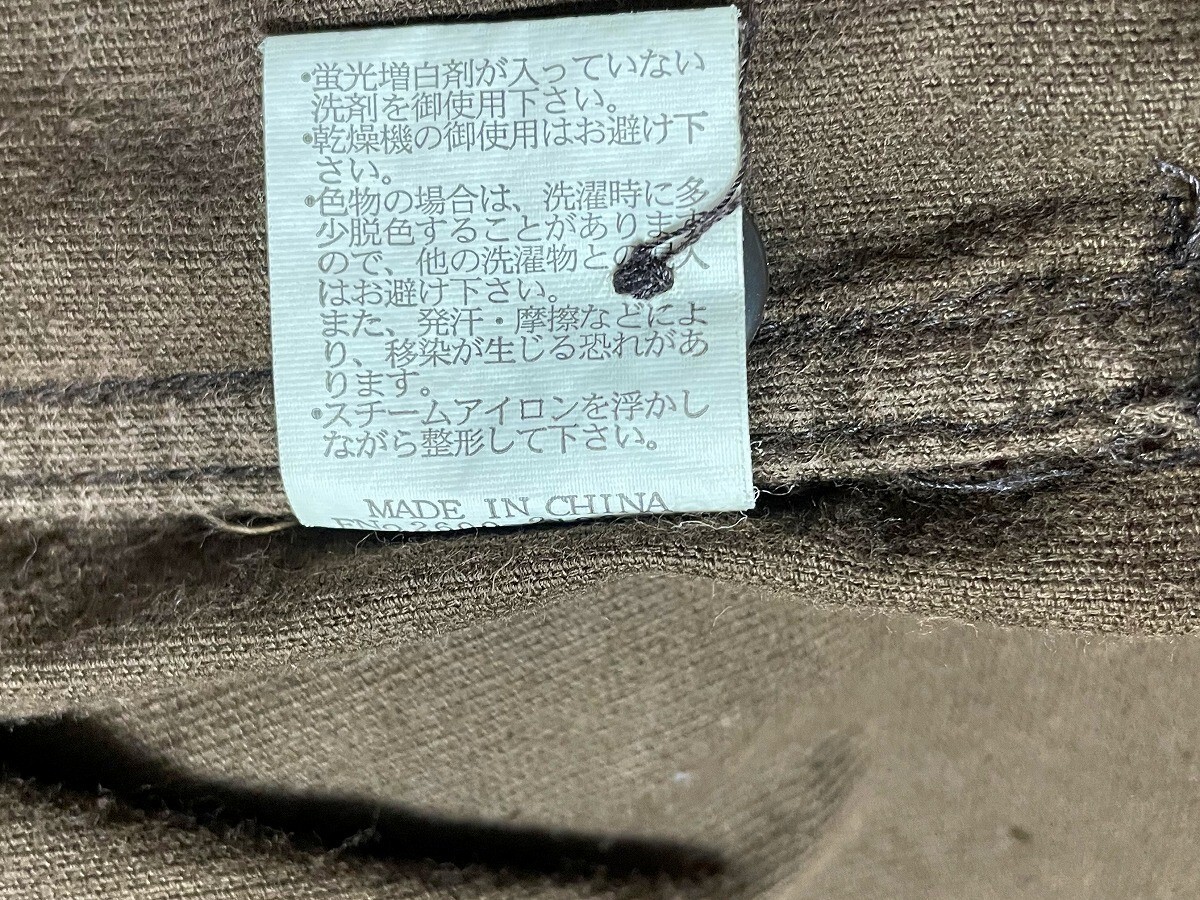 ・蛍光増白剤が入っていない
洗剤を御使用下さい。
・乾燥機の御使用はお避け下
さい。
・色物の場合は、洗濯時に多
少脱色することがあります
ので、他の洗濯物との
はお避け下さい。
また、発汗・摩擦などによ
り、移染が生じる恐れがあ
ります。
・スチームアイロンを浮かし
ながら整形して下さい。
MADE IN CHINA